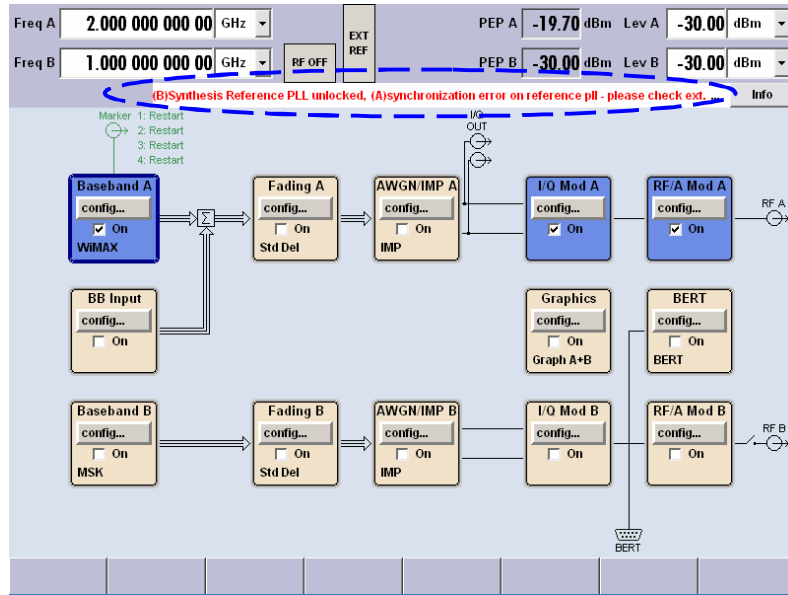 Freq A 2.000 000 000 00 GHz EXT REF PEP A -19.70 dBm Lev A -30.00 dBm
Freq B 1.000 000 000 00 GHz RF OFF PEP B -30.00 dBm Lev B -30.00 dBm
(B)Synthesis Reference PLL unlocked, (A)synchronization error on reference pll - please check ext. ... Info
Marker 1: Restart
2: Restart
3: Restart
4: Restart
I/Q
OUT
Baseband A Fading A AWGN/IMP A I/Q Mod A RF/A Mod A
config... config... config... config... config... RF A
On Σ On On On On
WiMAX Std Del IMP
BB Input Graphics BERT
config... config... config...
On On On
Graph A+B BERT
Baseband B Fading B AWGN/IMP B I/Q Mod B RF/A Mod B
config... config... config... config... config... RF B
On On On On On
MSK Std Del IMP
BERT